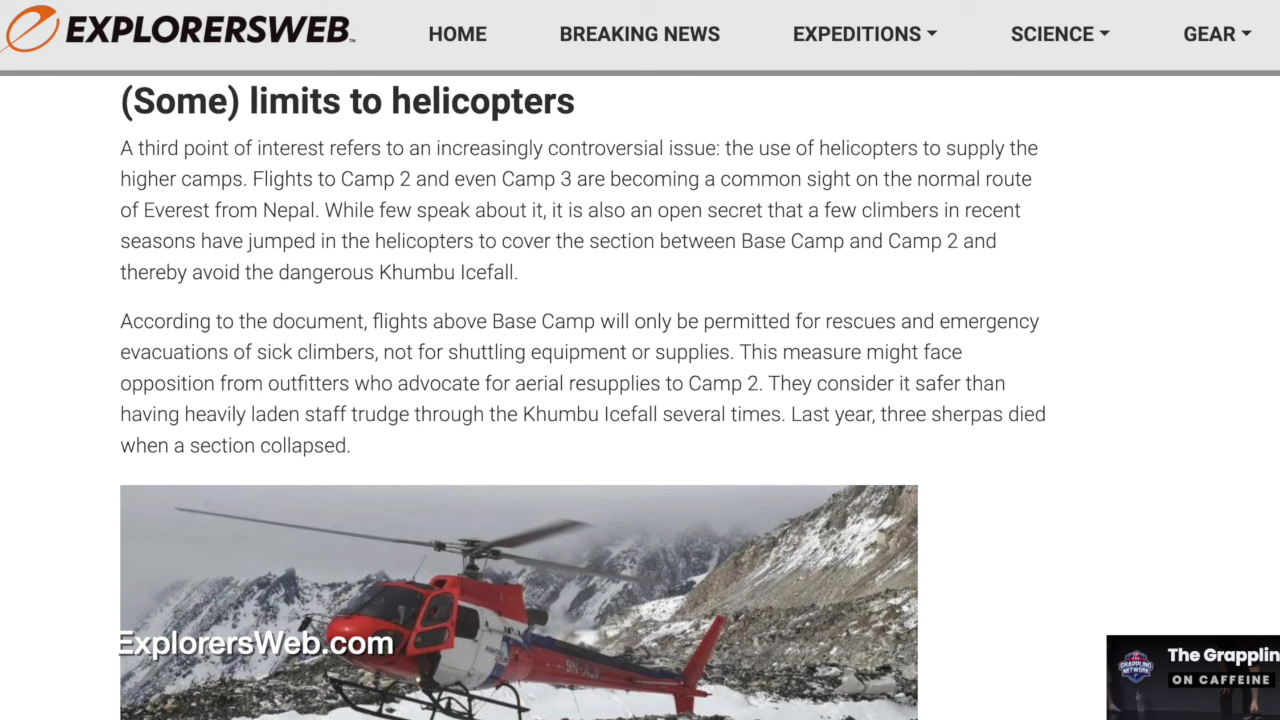 EXPLORERSWEB™
HOME
BREAKING NEWS
EXPEDITIONS
SCIENCE
GEAR
(Some) limits to helicopters
A third point of interest refers to an increasingly controversial issue: the use of helicopters to supply the
higher camps. Flights to Camp 2 and even Camp 3 are becoming a common sight on the normal route
of Everest from Nepal. While few speak about it, it is also an open secret that a few climbers in recent
seasons have jumped in the helicopters to cover the section between Base Camp and Camp 2 and
thereby avoid the dangerous Khumbu Icefall.
According to the document, flights above Base Camp will only be permitted for rescues and emergency
evacuations of sick climbers, not for shuttling equipment or supplies. This measure might face
opposition from outfitters who advocate for aerial resupplies to Camp 2. They consider it safer than
having heavily laden staff trudge through the Khumbu Icefall several times. Last year, three sherpas died
when a section collapsed.
ExplorersWeb.com
9N-AJI
The Grapplin
GRAPPLING
NETWORK
ON CAFFEINE